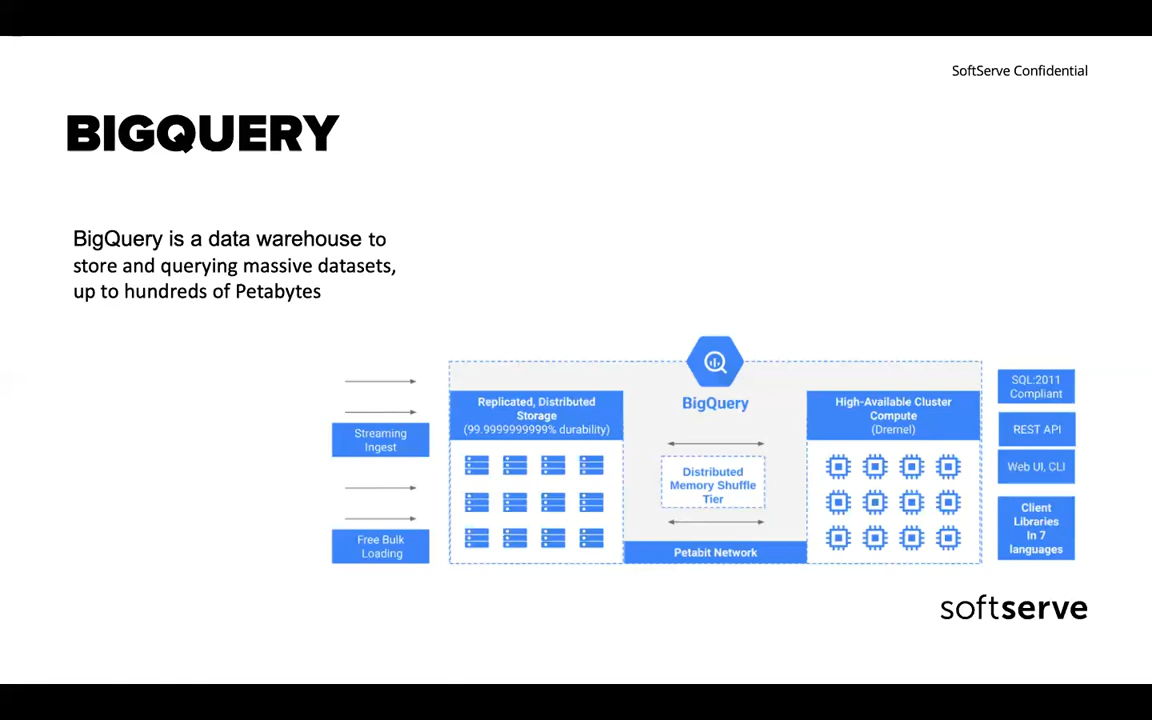 SoftServe Confidential
BIGQUERY
BigQuery is a data warehouse to
store and querying massive datasets,
up to hundreds of Petabytes
Streaming
Ingest
Free Bulk
Loading
Replicated, Distributed
Storage
(99.9999999999% durability)
BigQuery
Distributed
Memory Shuffle
Tier
Petabit Network
High-Available Cluster
Compute
(Dremel)
SQL:2011
Compliant
REST API
Web UI, CLI
Client
Libraries
In 7
languages
softserve